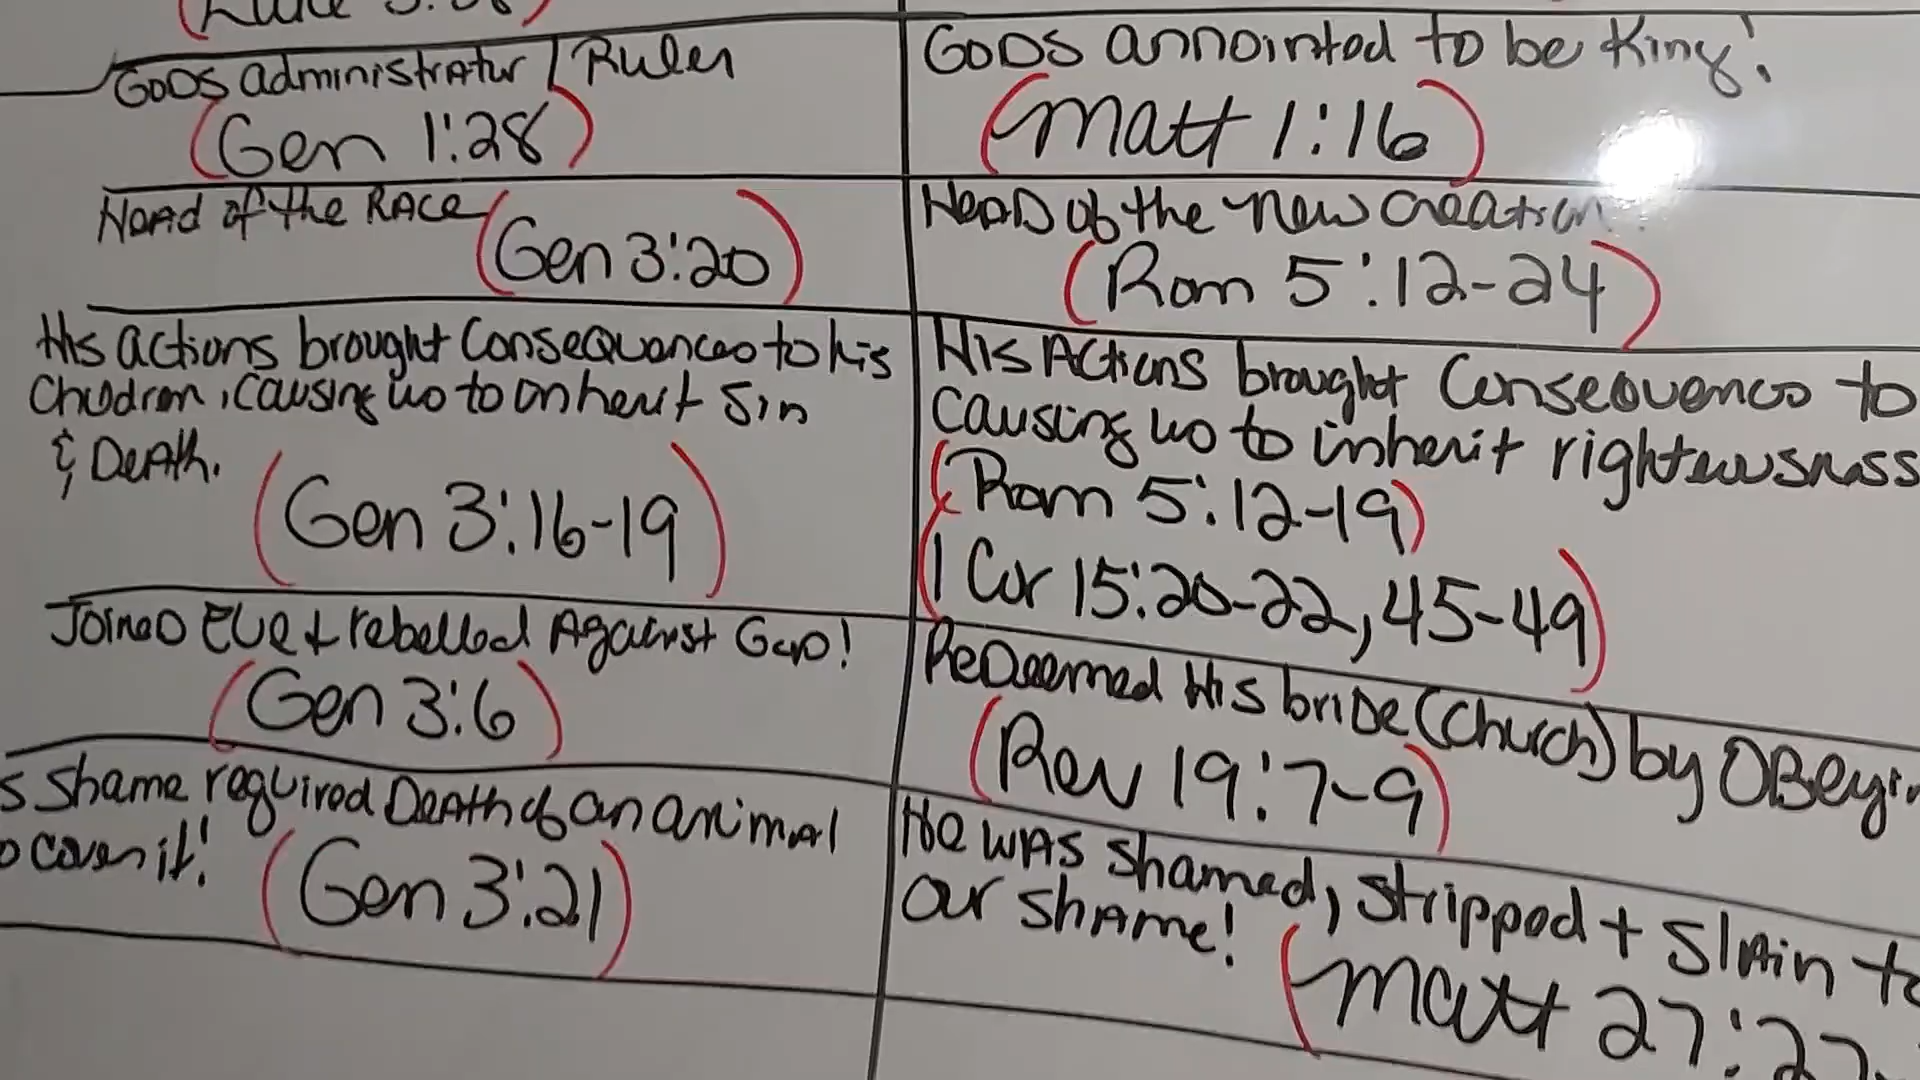 GODS administrator / Ruler
(Gen 1:28)
Head of the RACE (Gen 3:20)
His actions brought Consequences to his
Children, causing us to inherit Sin
& Death.
(Gen 3:16-19)
Joined EVE + rebelled Against God!
(Gen 3:6)
s Shame required Death of an animal
o cover it!
(Gen 3:21)
GODS annointed to be King!
(Matt 1:16)
HeaD of the new creation
(Rom 5:12-24)
His Actions brought Consequences to
causing us to inherit righteousness
(Rom 5:12-19)
(1 Cor 15:20-22, 45-49)
ReDeemed His briDe (Church) by OBeyin
(Rev 19:7-9)
He WAS Shamed, Stripped + SlAin to
our ShAme!
(Matt 27:27